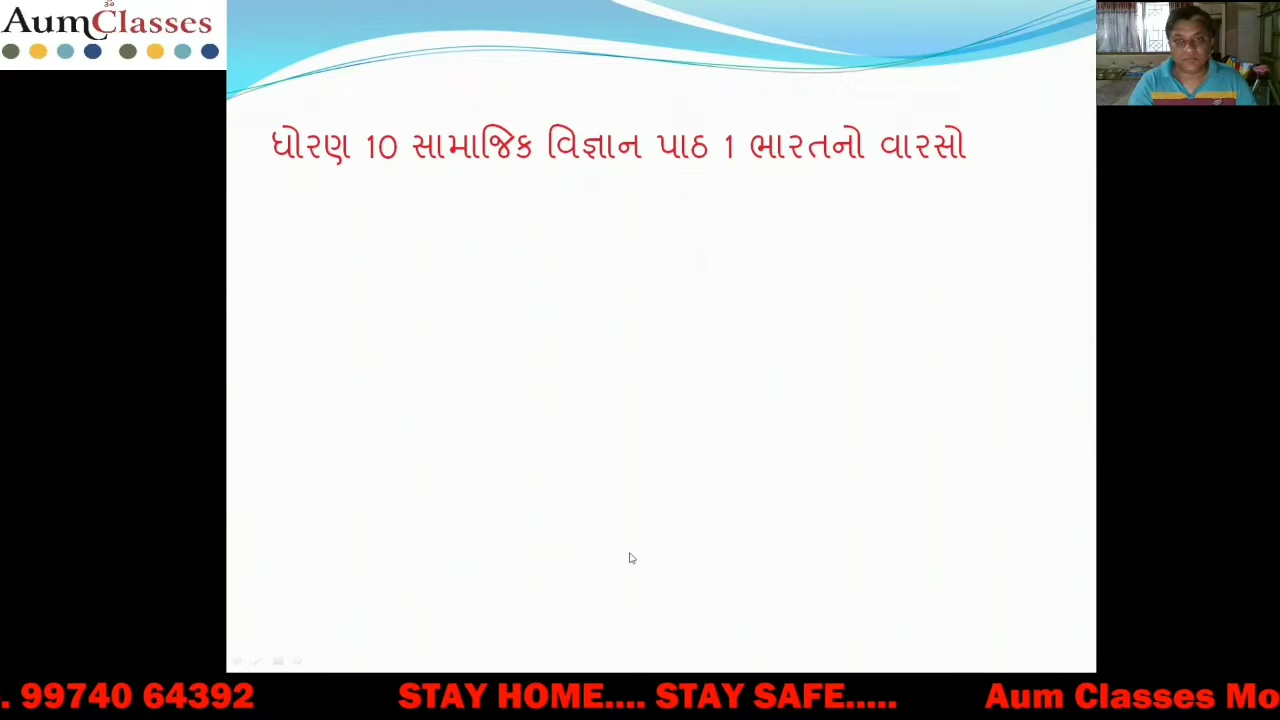 ૐ
AumClasses
ધોરણ 10 સામાજિક વિજ્ઞાન પાઠ 1 ભારતનો વારસો
. 99740 64392 STAY HOME.... STAY SAFE..... Aum Classes Mo